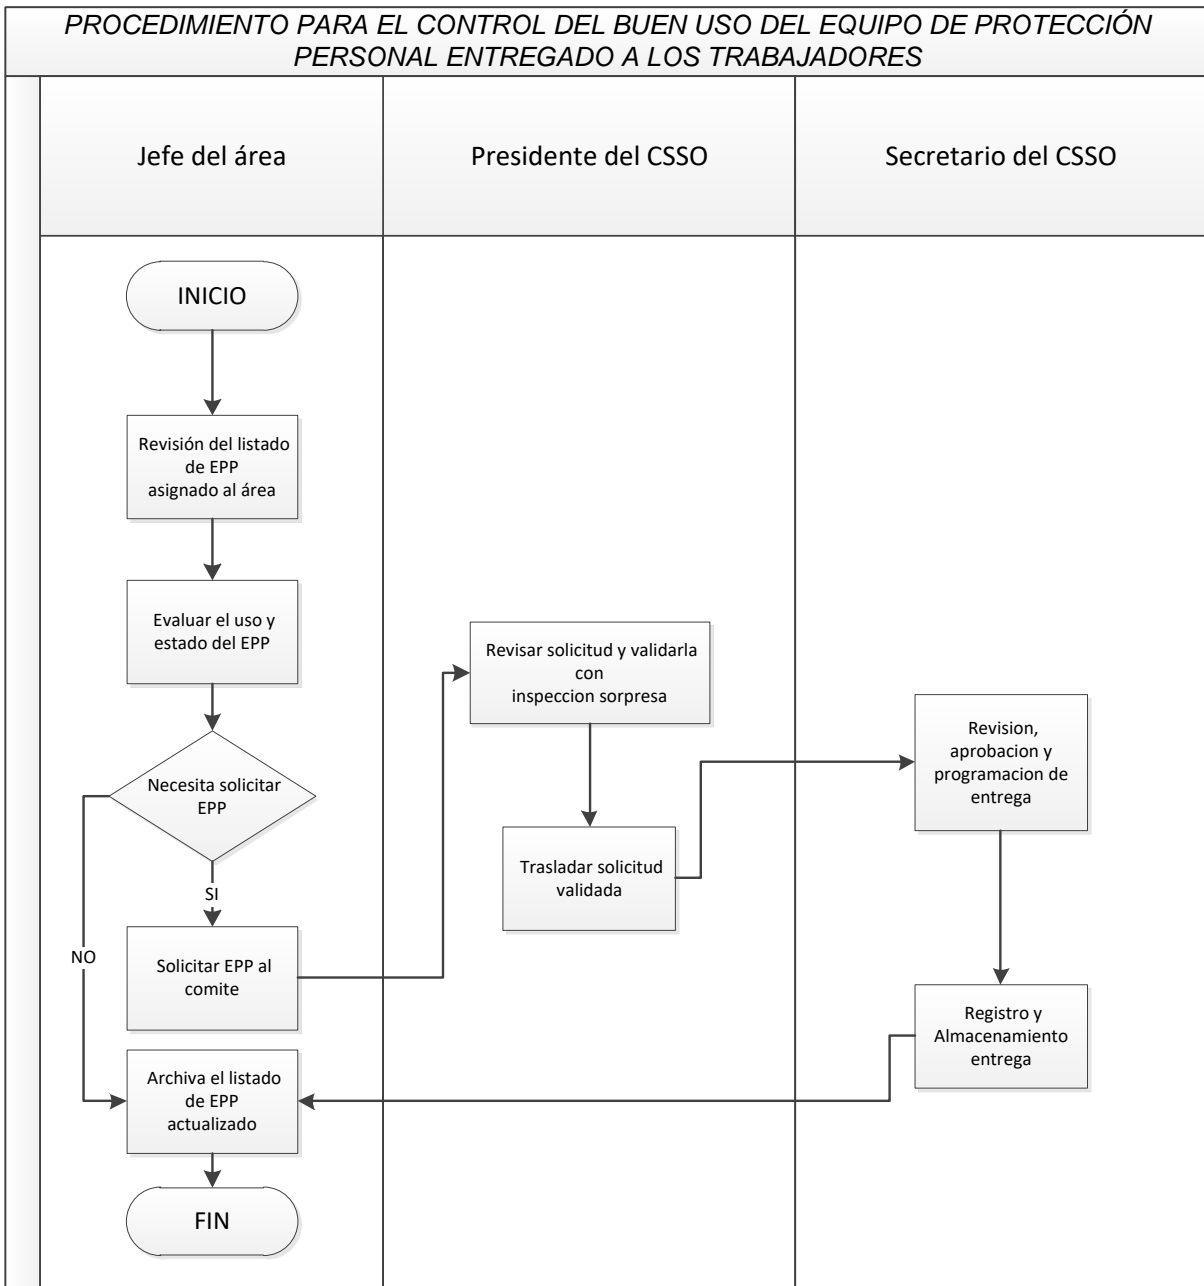 PROCEDIMIENTO PARA EL CONTROL DEL BUEN USO DEL EQUIPO DE PROTECCIÓN
PERSONAL ENTREGADO A LOS TRABAJADORES
Jefe del área
Presidente del CSSO
Secretario del CSSO
INICIO
Revisión del listado
de EPP
asignado al área
Evaluar el uso y
estado del EPP
Necesita solicitar
EPP
SI
NO
Solicitar EPP al
comite
Revisar solicitud y validarla
con
inspeccion sorpresa
Trasladar solicitud
validada
Revision,
aprobacion y
programacion de
entrega
Registro y
Almacenamiento
entrega
Archiva el listado
de EPP
actualizado
FIN